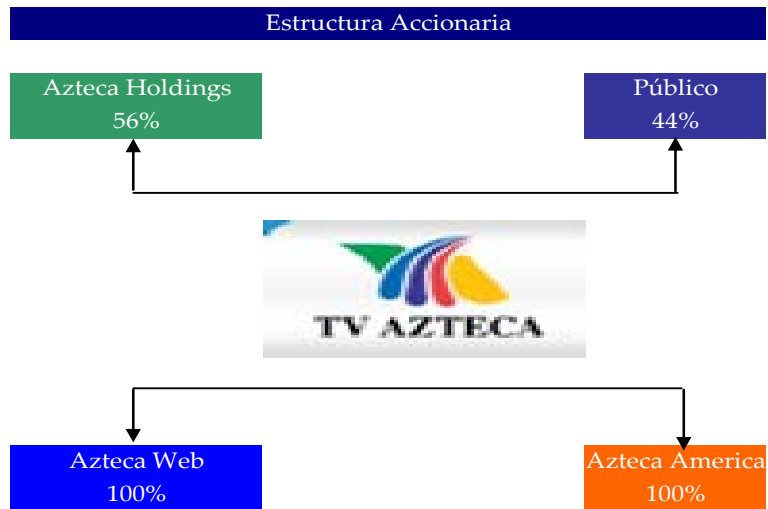 Estructura Accionaria
Azteca Holdings
56%
Público
44%
TV AZTECA
Azteca Web
100%
Azteca America
100%